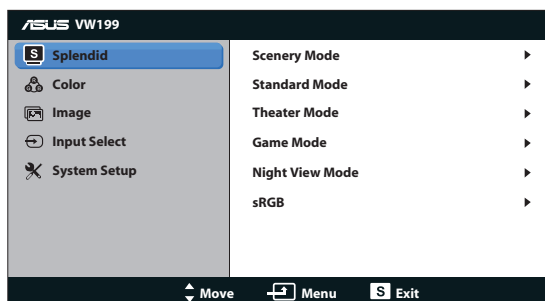 ASUS VW199
S Splendid
Color
Image
Input Select
System Setup
Scenery Mode
Standard Mode
Theater Mode
Game Mode
Night View Mode
sRGB
Move Menu S Exit